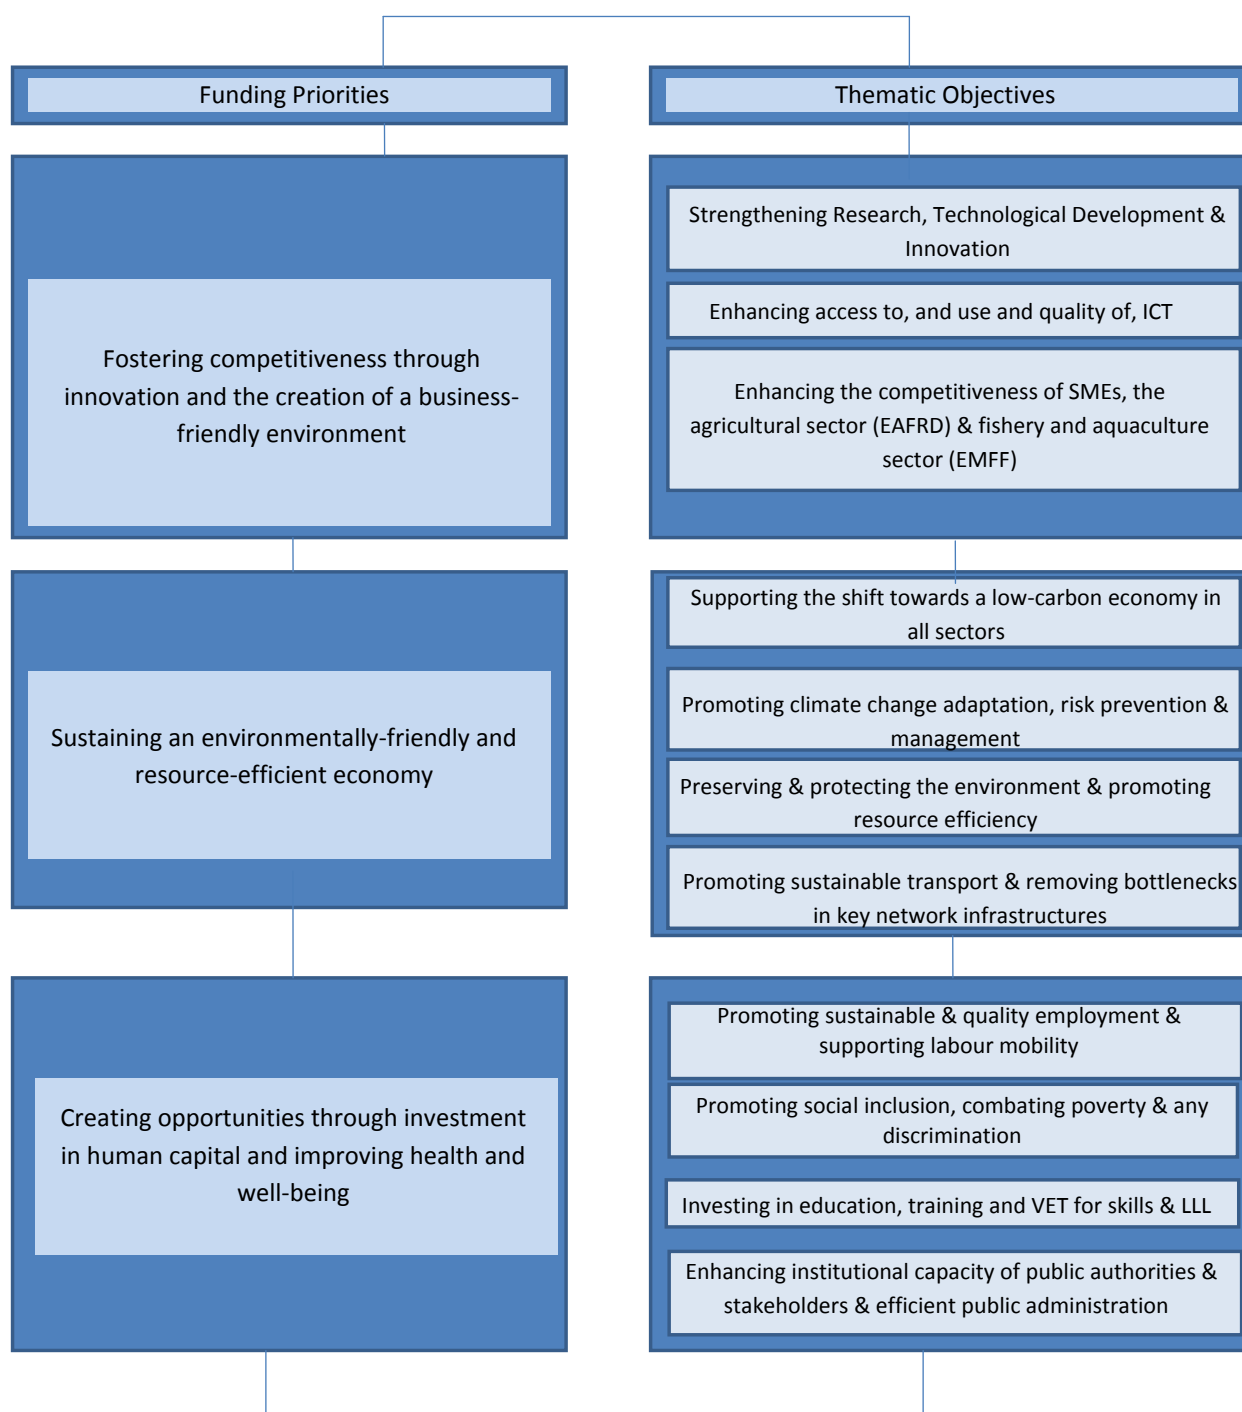 Funding Priorities
Thematic Objectives
Fostering competitiveness through
innovation and the creation of a business-
friendly environment
Strengthening Research, Technological Development &
Innovation
Enhancing access to, and use and quality of, ICT
Enhancing the competitiveness of SMEs, the
agricultural sector (EAFRD) & fishery and aquaculture
sector (EMFF)
Sustaining an environmentally-friendly and
resource-efficient economy
Supporting the shift towards a low-carbon economy in
all sectors
Promoting climate change adaptation, risk prevention &
management
Preserving & protecting the environment & promoting
resource efficiency
Promoting sustainable transport & removing bottlenecks
in key network infrastructures
Creating opportunities through investment
in human capital and improving health and
well-being
Promoting sustainable & quality employment &
supporting labour mobility
Promoting social inclusion, combating poverty & any
discrimination
Investing in education, training and VET for skills & LLL
Enhancing institutional capacity of public authorities &
stakeholders & efficient public administration